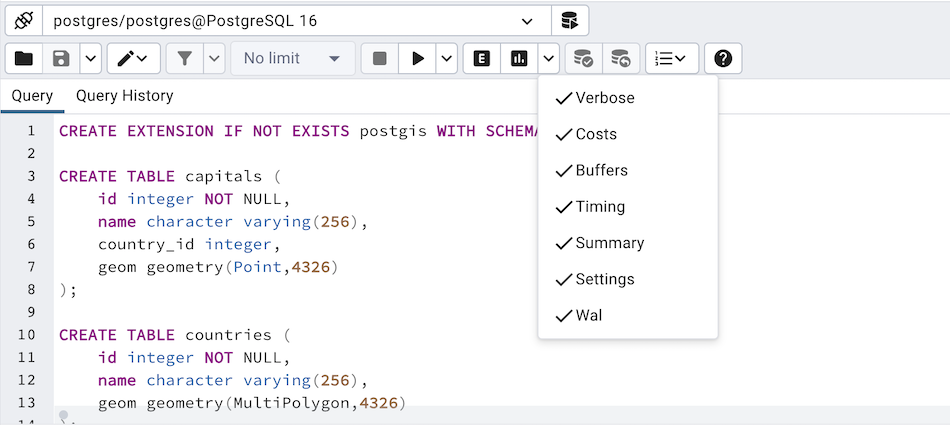 postgres/postgres@PostgreSQL 16
No limit
E
Query Query History
1 CREATE EXTENSION IF NOT EXISTS postgis WITH SCHEMA
2
3 CREATE TABLE capitals (
4 id integer NOT NULL,
5 name character varying(256),
6 country_id integer,
7 geom geometry(Point,4326)
8 );
9
10 CREATE TABLE countries (
11 id integer NOT NULL,
12 name character varying(256),
13 geom geometry(MultiPolygon,4326)
14
Verbose
Costs
Buffers
Timing
Summary
Settings
Wal